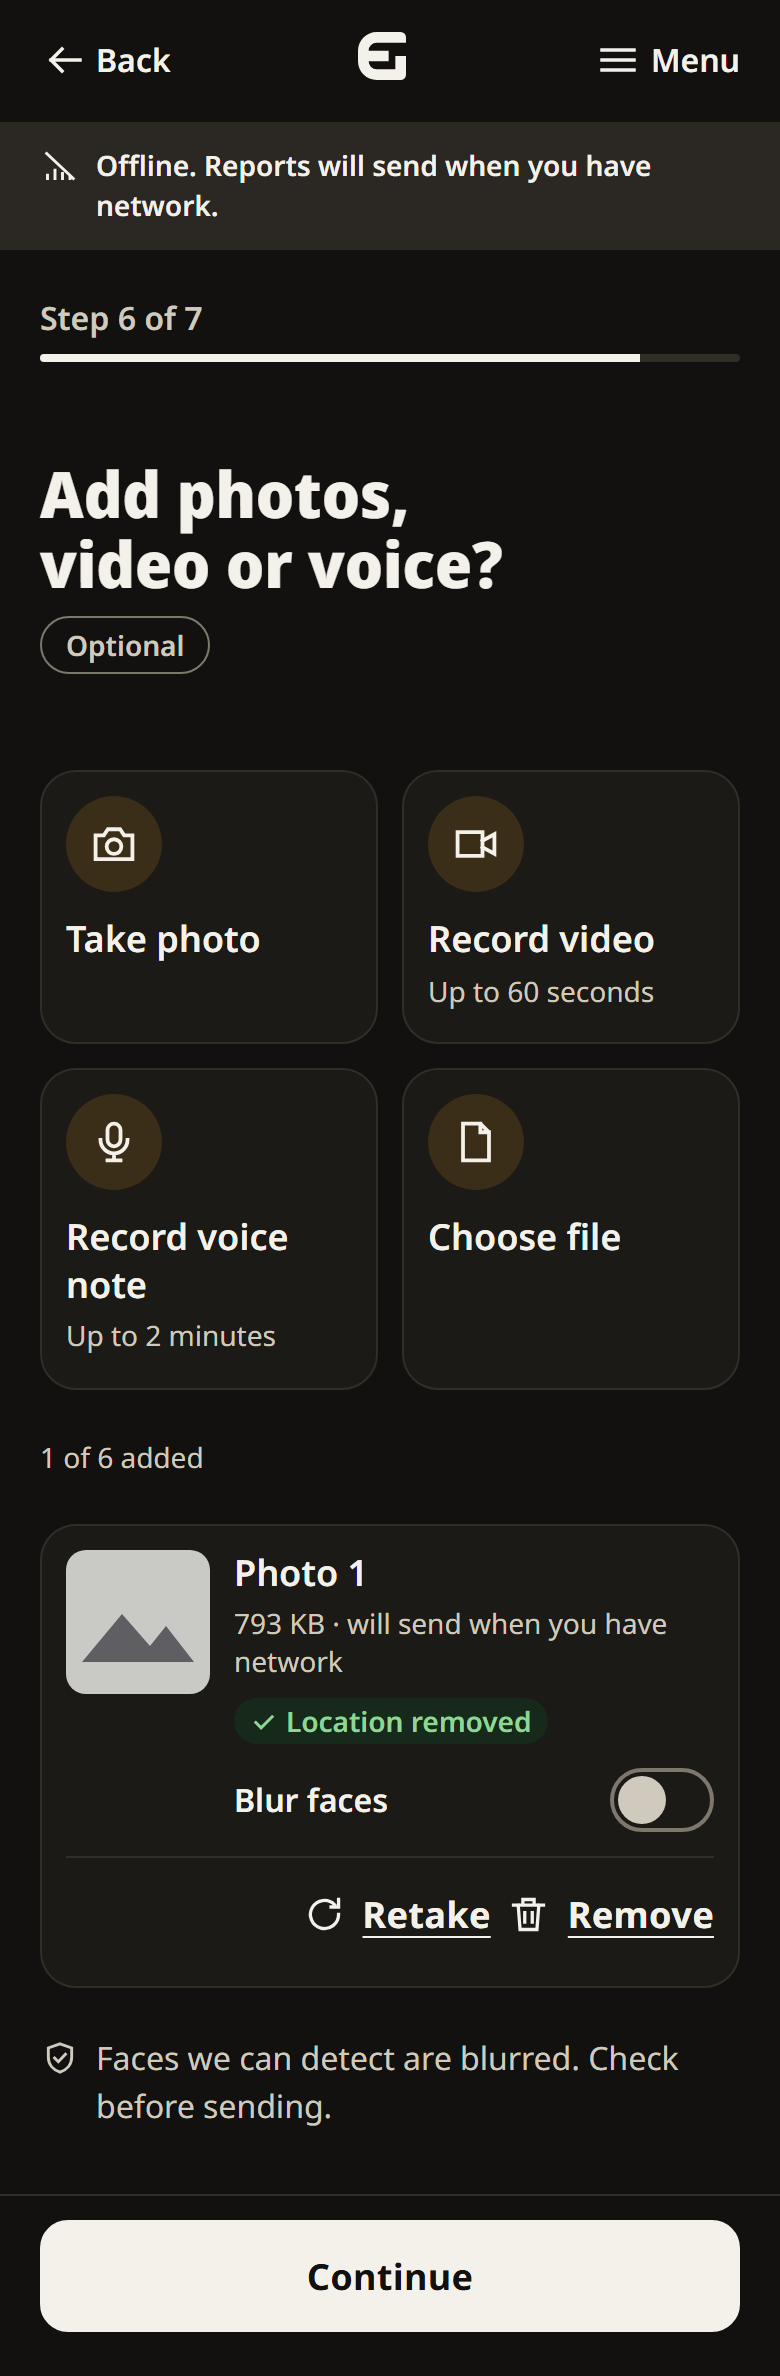 Back
Menu
Offline. Reports will send when you have
network.
Step 6 of 7
Add photos,
video or voice?
Optional
Take photo
Record video
Up to 60 seconds
Record voice
note
Up to 2 minutes
Choose file
1 of 6 added
Photo 1
793 KB · will send when you have
network
Location removed
Blur faces
Retake
Remove
Faces we can detect are blurred. Check
before sending.
Continue